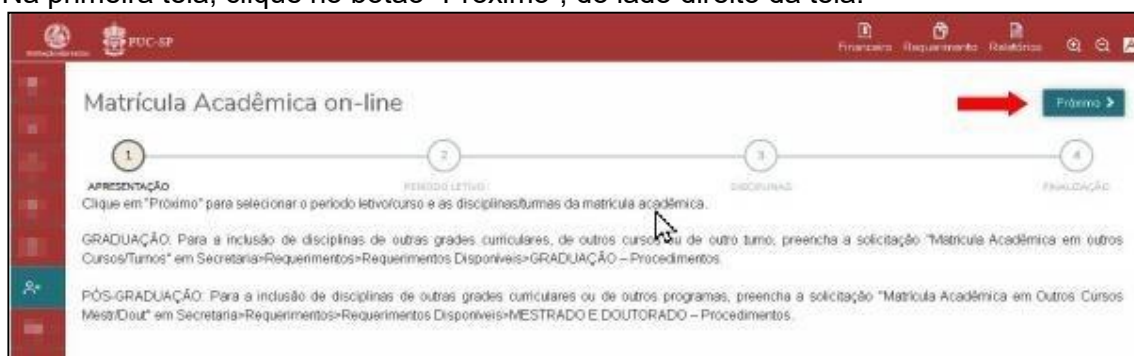 Na primeira tela, clique no botão "Próximo", do lado direito da tela.
PUC-SP
Financeiro Requerimento Relatórios
A
Matrícula Acadêmica on-line
Próximo >
1 2 3 4
APRESENTAÇÃO PERÍODO LETIVO DISCIPLINAS FINALIZAÇÃO
Clique em "Próximo" para selecionar o período letivo/curso e as disciplinas/turmas da matrícula acadêmica.
GRADUAÇÃO: Para a inclusão de disciplinas de outras grades curriculares, de outros cursos ou de outro turno, preencha a solicitação "Matrícula Acadêmica em outros
Cursos/Turnos" em Secretaria>Requerimentos>Requerimentos Disponíveis>GRADUAÇÃO – Procedimentos.
PÓS-GRADUAÇÃO: Para a inclusão de disciplinas de outras grades curriculares ou de outros programas, preencha a solicitação "Matrícula Acadêmica em Outros Cursos
Mestr/Dout" em Secretaria>Requerimentos>Requerimentos Disponíveis>MESTRADO E DOUTORADO – Procedimentos.